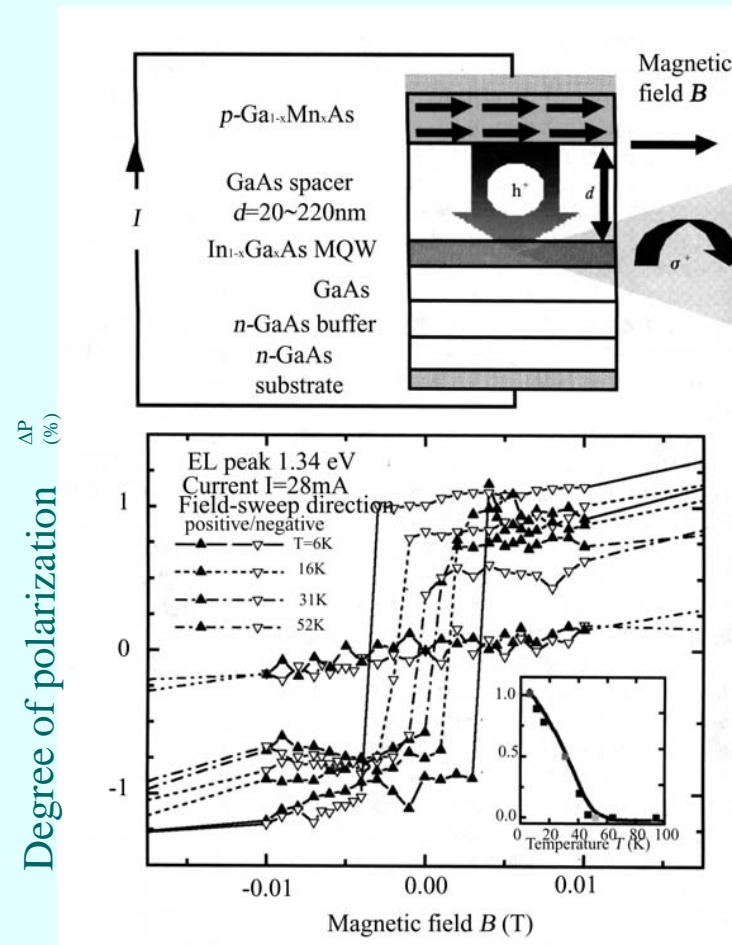 Magnetic
field B
p-Ga1-xMnxAs
GaAs spacer
d=20~220nm
h+
d
I
In1-xGaxAs MQW
σ+
GaAs
n-GaAs buffer
n-GaAs
substrate
Degree of polarization ΔP
(%)
EL peak 1.34 eV
Current I=28mA
Field-sweep direction
positive/negative
T=6K
16K
31K
52K
1
0
-1
1.0
0.5
0.0
0 20 40 60 80 100
Temperature T (K)
-0.01 0.00 0.01
Magnetic field B (T)